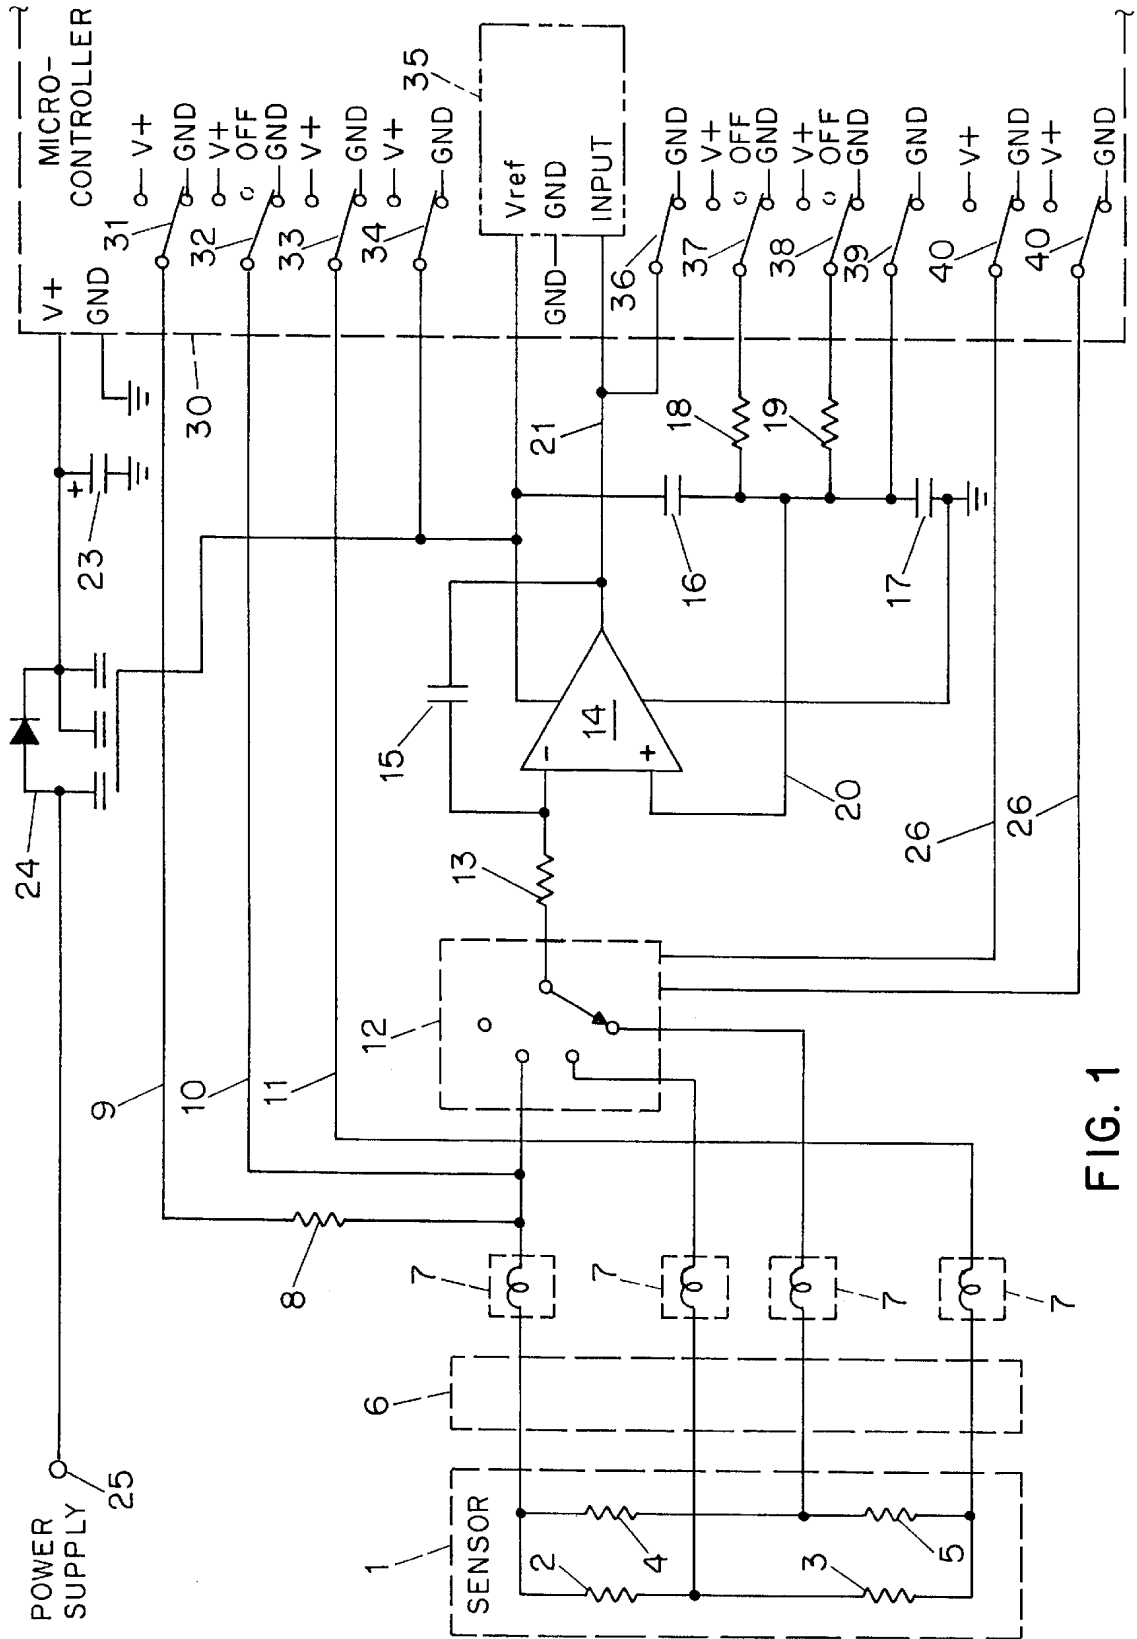 MICRO-
CONTROLLER
V+
GND
30
23
+
24
POWER
SUPPLY
25
31
V+
GND
32
V+
OFF
GND
33
V+
GND
34
V+
GND
35
Vref
GND
GND
INPUT
36
GND
37
V+
OFF
GND
38
V+
OFF
GND
39
GND
40
V+
GND
40
V+
GND
9
10
11
8
12
13
14
-
+
15
16
17
18
19
20
21
26
26
7
7
7
7
6
1
SENSOR
2
4
3
5
FIG. 1